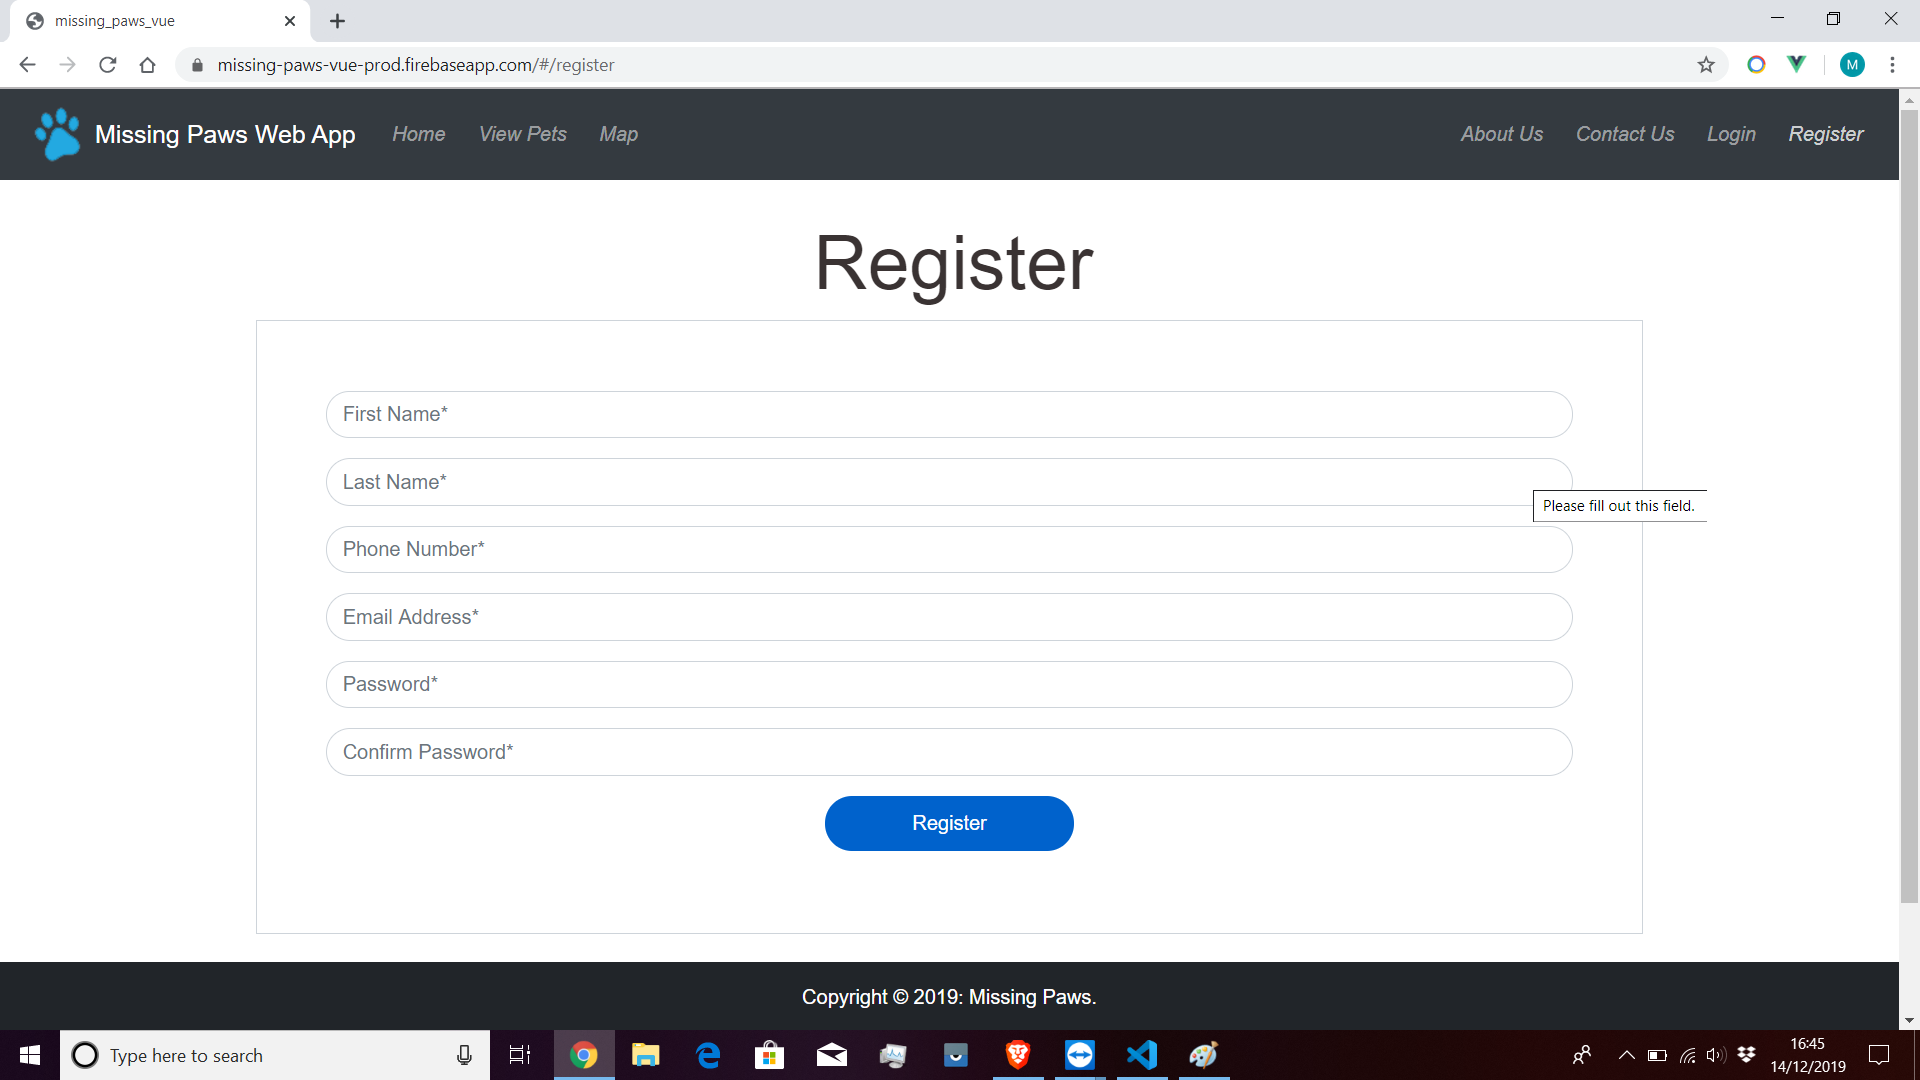 missing_paws_vue
missing-paws-vue-prod.firebaseapp.com/#/register
M
Missing Paws Web App Home View Pets Map About Us Contact Us Login Register
Register
First Name*
Last Name*
Please fill out this field.
Phone Number*
Email Address*
Password*
Confirm Password*
Register
Copyright © 2019: Missing Paws.
Type here to search
16:45
14/12/2019